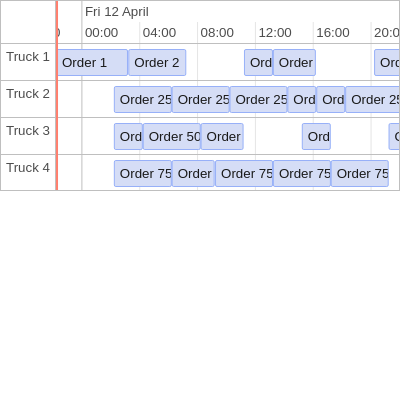 Fri 12 April
0 00:00 04:00 08:00 12:00 16:00 20:0
Truck 1 Order 1 Order 2 Ord Order Ord
Truck 2 Order 25 Order 25 Order 25 Ord Ord Order 25
Truck 3 Ord Order 50 Order Ord
Truck 4 Order 75 Order Order 75 Order 75 Order 75